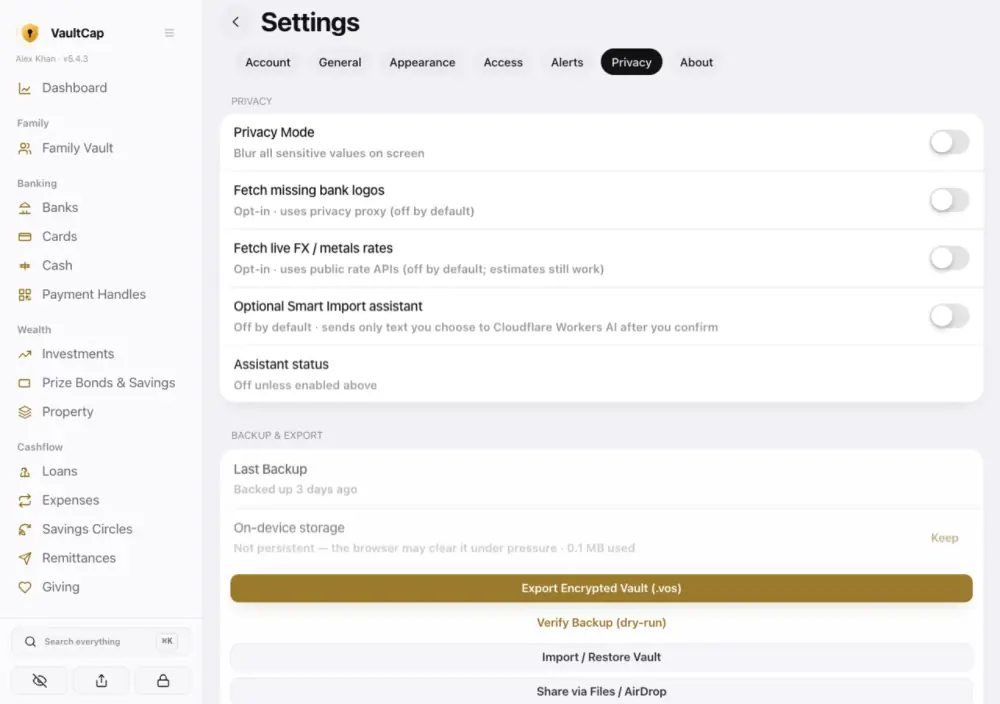 VaultCap
Alex Khan · v5.4.3
Dashboard
Family
Family Vault
Banking
Banks
Cards
Cash
Payment Handles
Wealth
Investments
Prize Bonds & Savings
Property
Cashflow
Loans
Expenses
Savings Circles
Remittances
Giving
Search everything
⌘K
Settings
Account General Appearance Access Alerts Privacy About
PRIVACY
Privacy Mode
Blur all sensitive values on screen
Fetch missing bank logos
Opt-in · uses privacy proxy (off by default)
Fetch live FX / metals rates
Opt-in · uses public rate APIs (off by default; estimates still work)
Optional Smart Import assistant
Off by default · sends only text you choose to Cloudflare Workers AI after you confirm
Assistant status
Off unless enabled above
BACKUP & EXPORT
Last Backup
Backed up 3 days ago
On-device storage
Not persistent — the browser may clear it under pressure · 0.1 MB used
Keep
Export Encrypted Vault (.vos)
Verify Backup (dry-run)
Import / Restore Vault
Share via Files / AirDrop